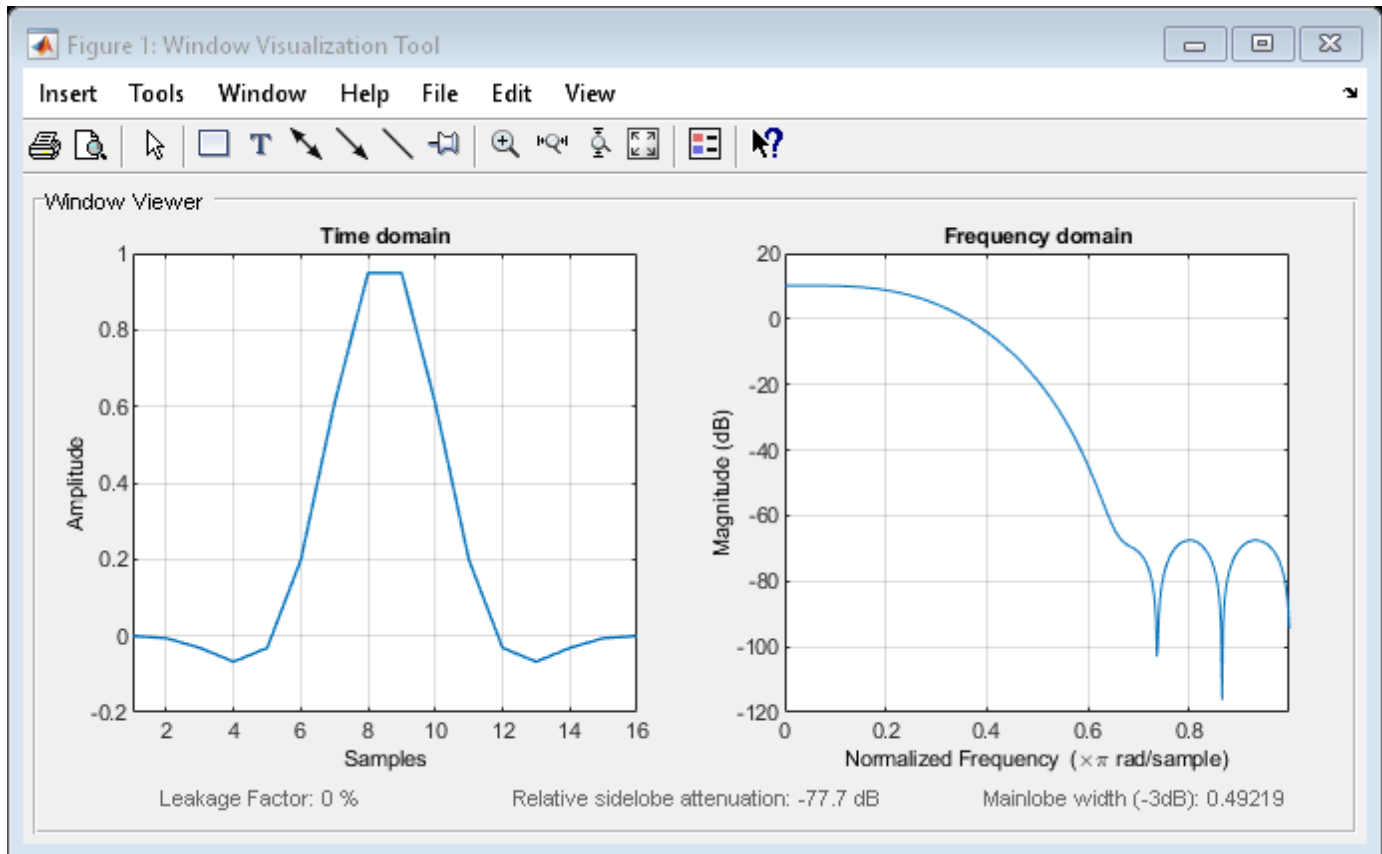 Figure 1: Window Visualization Tool
Insert Tools Window Help File Edit View
T ?
Window Viewer
Time domain
1
0.8
0.6
0.4
0.2
0
-0.2
Amplitude
2 4 6 8 10 12 14 16
Samples
Frequency domain
20
0
-20
-40
-60
-80
-100
-120
Magnitude (dB)
0 0.2 0.4 0.6 0.8
Normalized Frequency (×π rad/sample)
Leakage Factor: 0 % Relative sidelobe attenuation: -77.7 dB Mainlobe width (-3dB): 0.49219